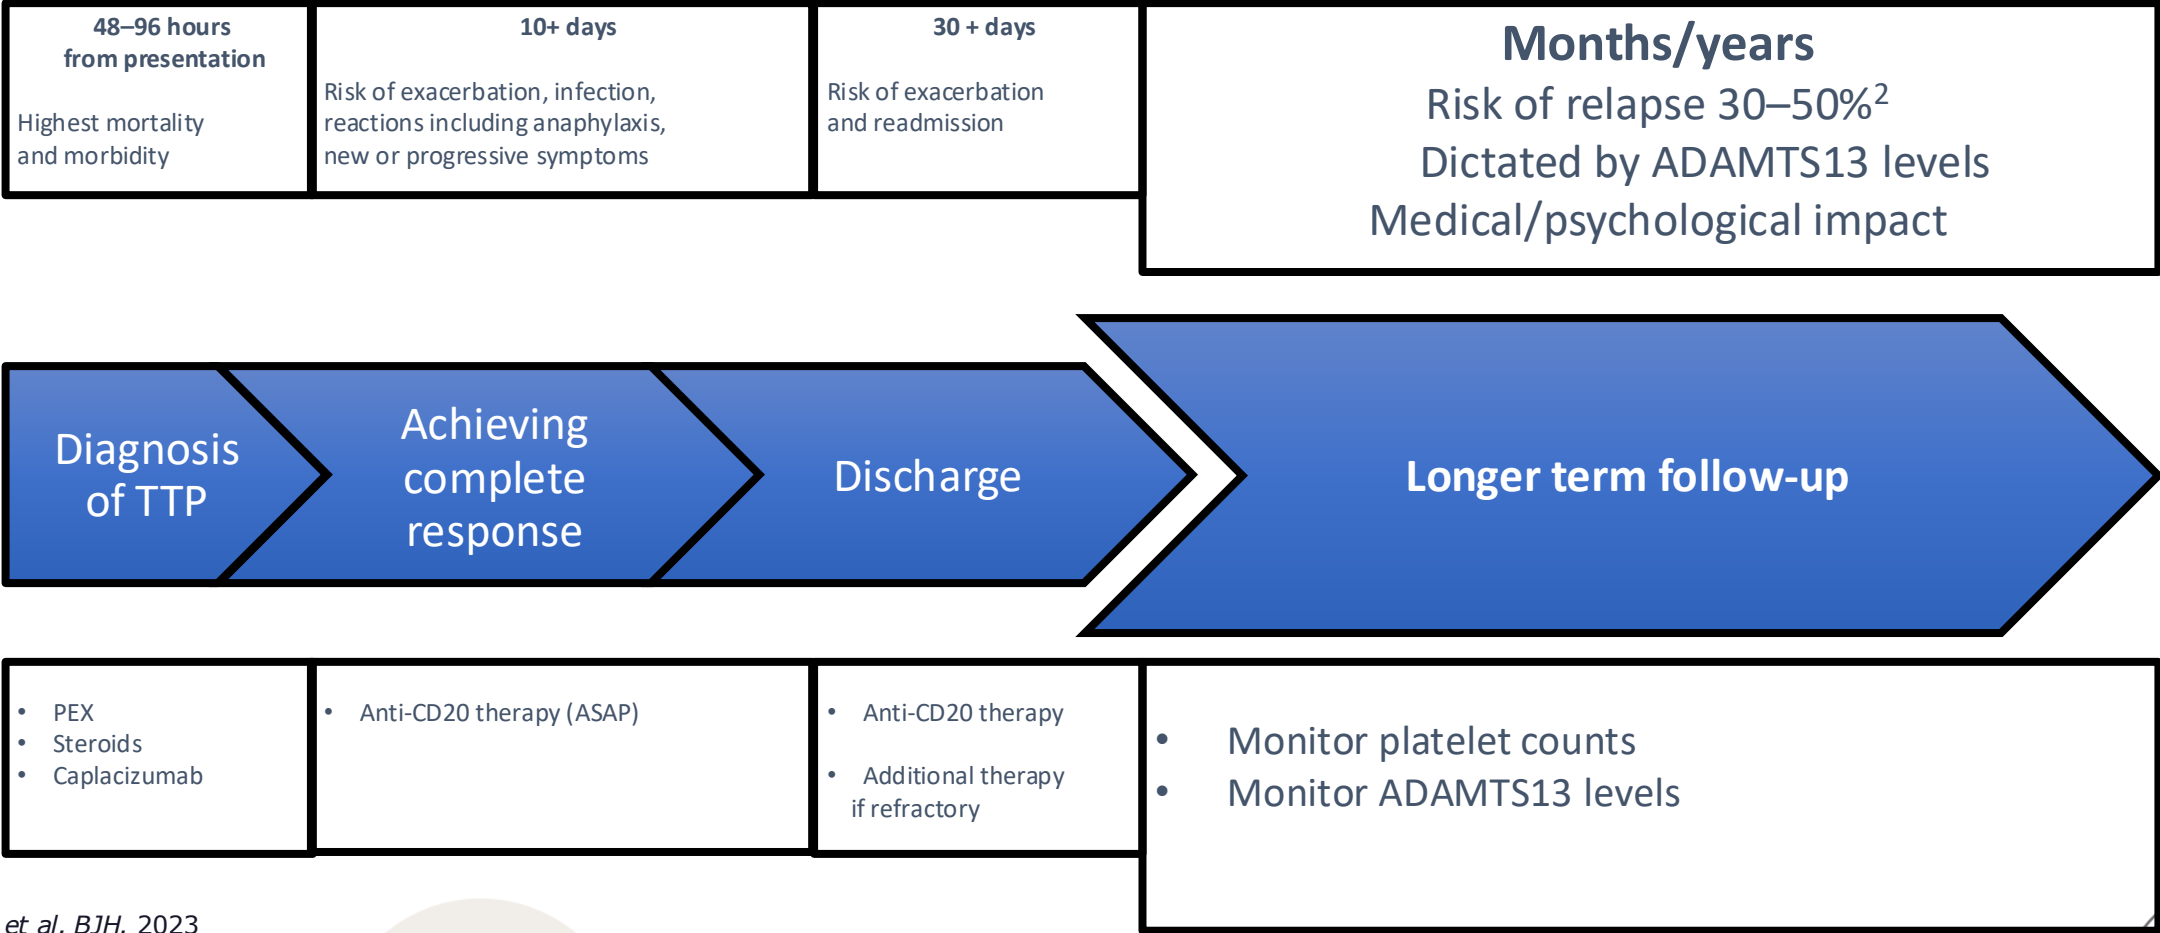 48–96 hours
from presentation
Highest mortality
and morbidity
10+ days
Risk of exacerbation, infection,
reactions including anaphylaxis,
new or progressive symptoms
30 + days
Risk of exacerbation
and readmission
Months/years
Risk of relapse 30–50%²
Dictated by ADAMTS13 levels
Medical/psychological impact
Diagnosis
of TTP
Achieving
complete
response
Discharge
Longer term follow-up
• PEX
• Steroids
• Caplacizumab
• Anti-CD20 therapy (ASAP)
• Anti-CD20 therapy
• Additional therapy
if refractory
• Monitor platelet counts
• Monitor ADAMTS13 levels
et al. BJH. 2023